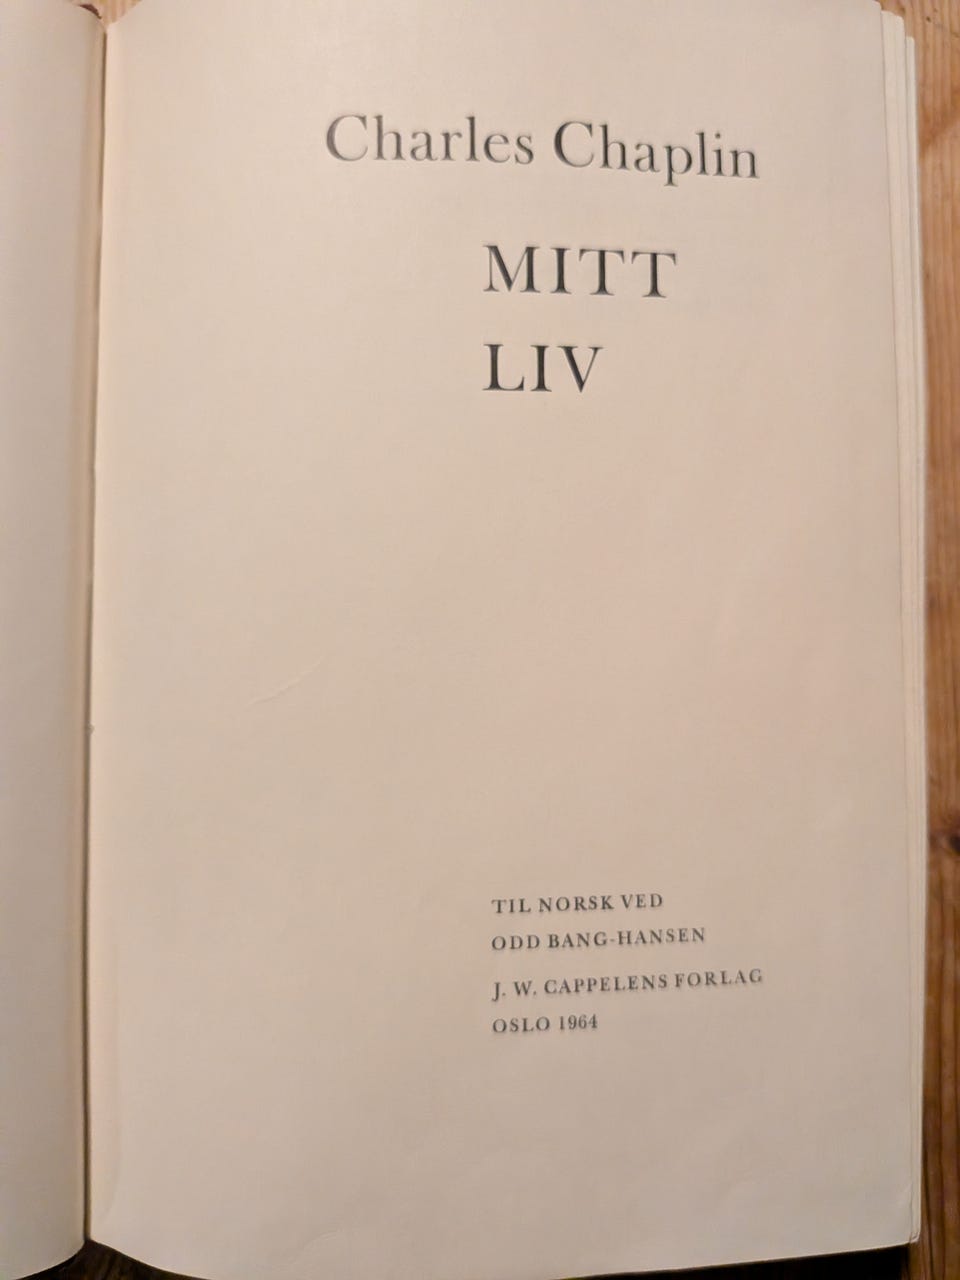 Charles Chaplin
MITT
LIV
TIL NORSK VED
ODD BANG-HANSEN
J. W. CAPPELENS FORLAG
OSLO 1964